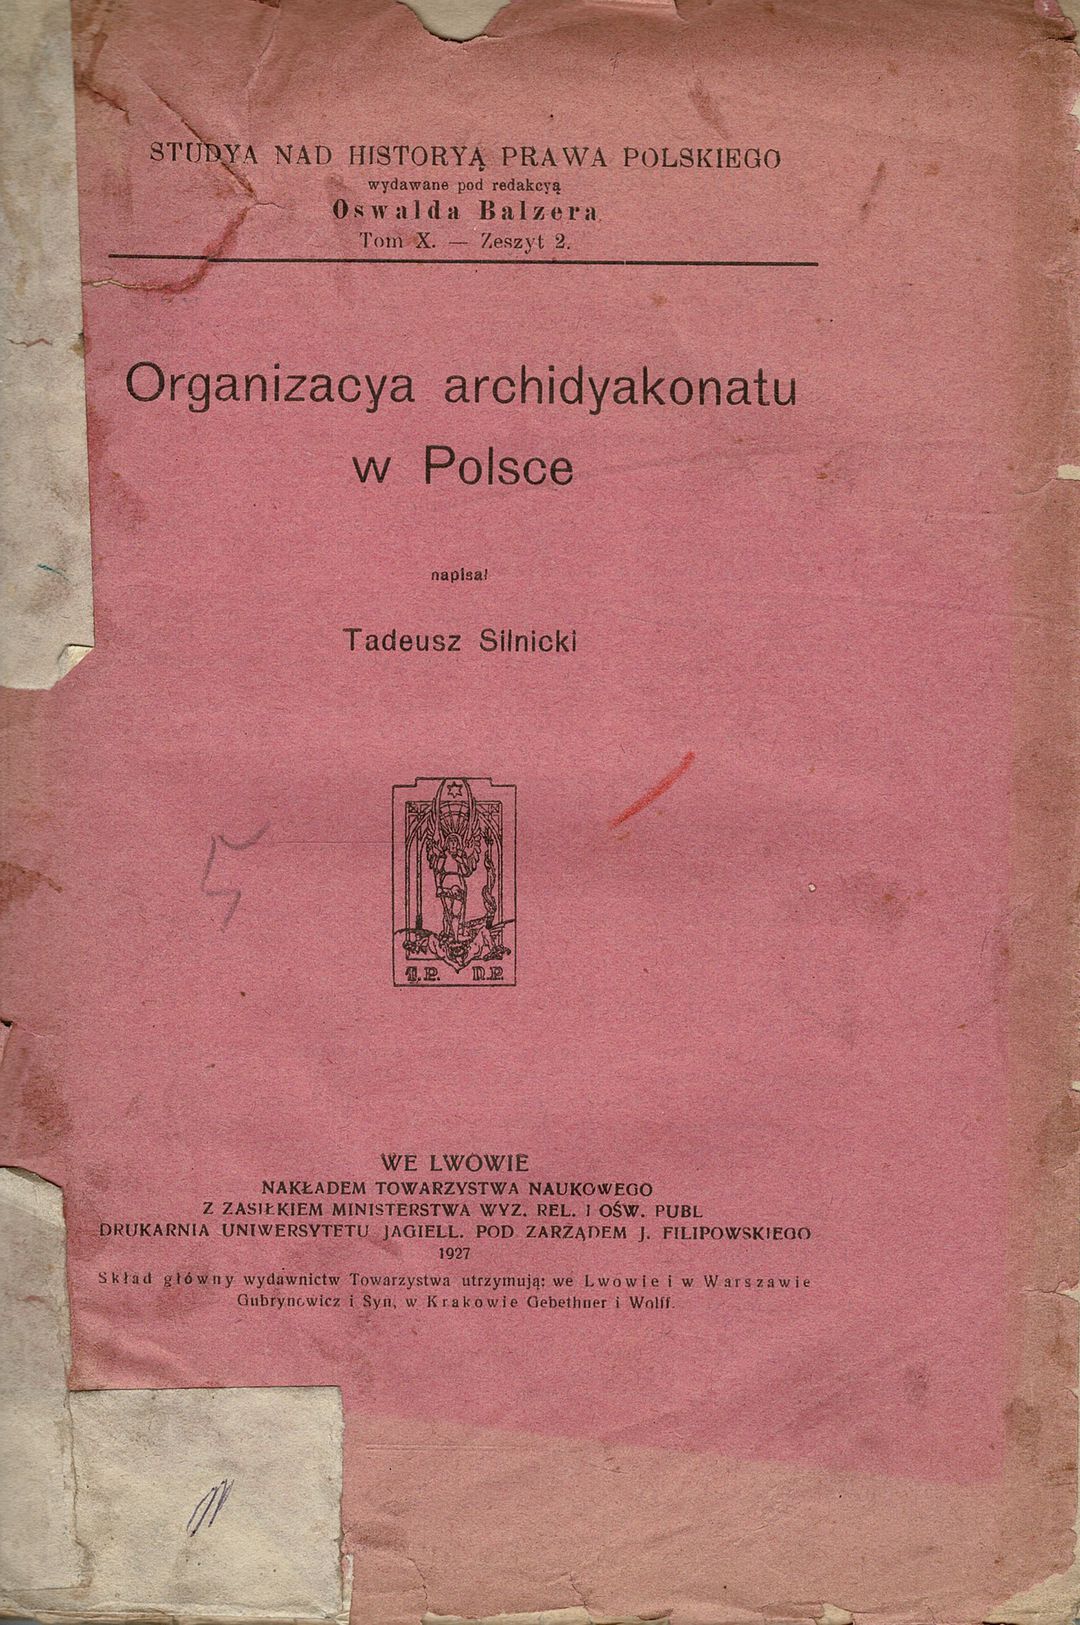 STUDYA NAD HISTORYĄ PRAWA POLSKIEGO
wydawane pod redakcyą
Oswalda Balzera.
Tom X. — Zeszyt 2.
Organizacya archidyakonatu
w Polsce
napisał
Tadeusz Silnicki
T.P. N.P.
WE LWOWIE
NAKŁADEM TOWARZYSTWA NAUKOWEGO
Z ZASIŁKIEM MINISTERSTWA WYZ. REL. I OŚW. PUBL
DRUKARNIA UNIWERSYTETU JAGIELL. POD ZARZĄDEM J. FILIPOWSKIEGO
1927
Skład główny wydawnictw Towarzystwa utrzymują: we Lwowie i w Warszawie
Gubrynowicz i Syn, w Krakowie Gebethner i Wolff.